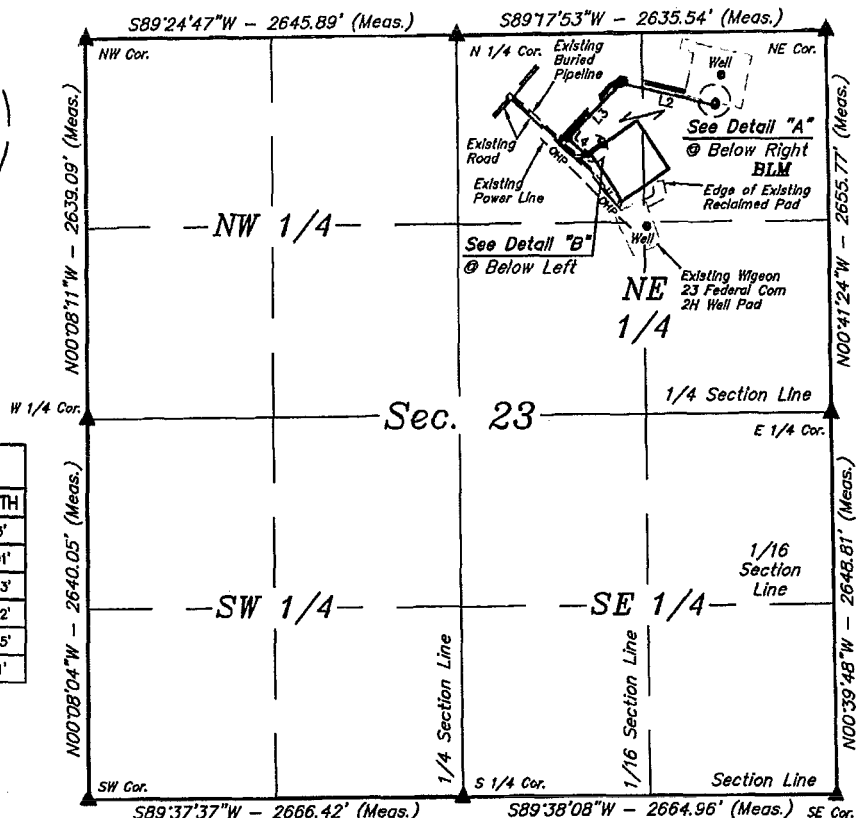 S89°24'47"W - 2645.89' (Meas.)
S89°17'53"W - 2635.54' (Meas.)
NW Cor.
N 1/4 Cor.
Existing
Buried
Pipeline
Well
NE Cor.
L3
L2
L4
See Detail "A"
@ Below Right
BLM
Edge of Existing
Reclaimed Pad
Existing
Road
OHP
Existing
Power Line
OHP
N00°08'11"W - 2639.09' (Meas.)
N00°41'24"W - 2655.77' (Meas.)
NW 1/4
See Detail "B"
@ Below Left
Well
Existing Wigeon
23 Federal Com
2H Well Pad
NE
1/4
W 1/4 Cor.
1/4 Section Line
Sec. 23
E 1/4 Cor.
TH
N00°08'04"W - 2640.05' (Meas.)
N00°39'48"W - 2648.81' (Meas.)
1/16
Section
Line
SW 1/4
SE 1/4
1/4 Section Line
1/16 Section Line
SW Cor.
S 1/4 Cor.
Section Line
S89°37'37"W - 2666.42' (Meas.)
S89°38'08"W - 2664.96' (Meas.)
SE Cor.